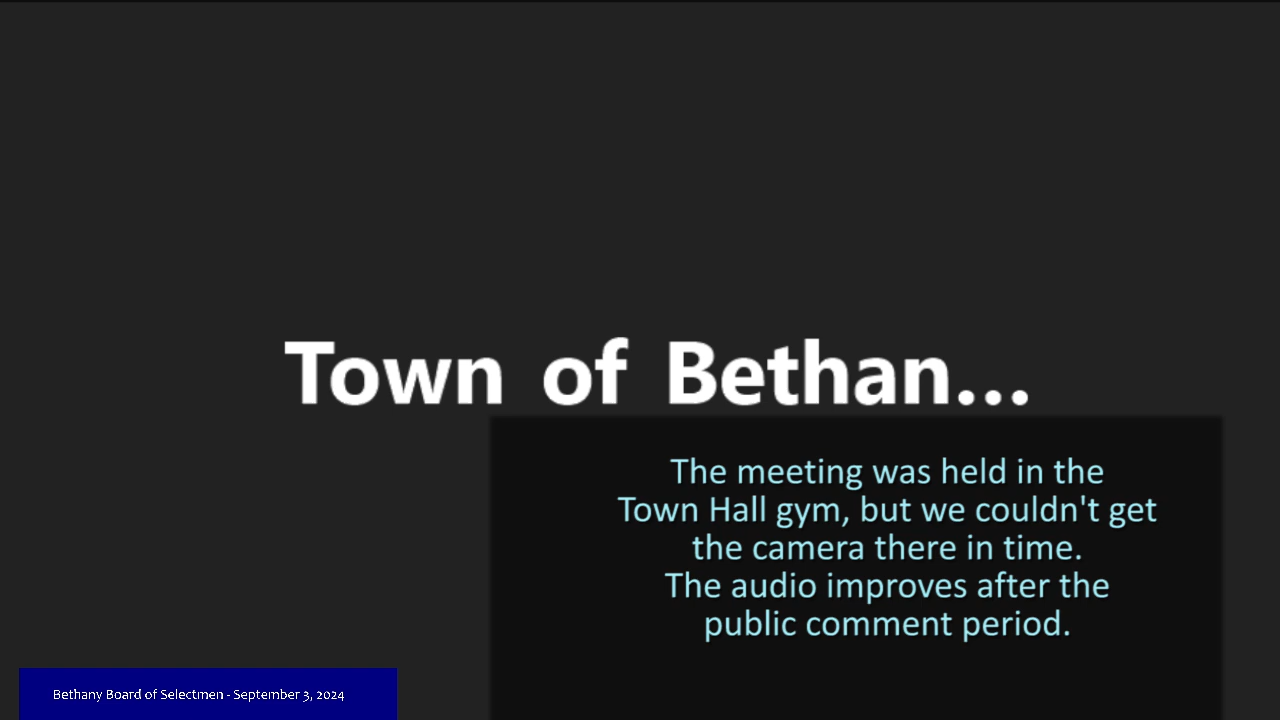 Town of Bethan...
The meeting was held in the
Town Hall gym, but we couldn't get
the camera there in time.
The audio improves after the
public comment period.
Bethany Board of Selectmen - September 3, 2024